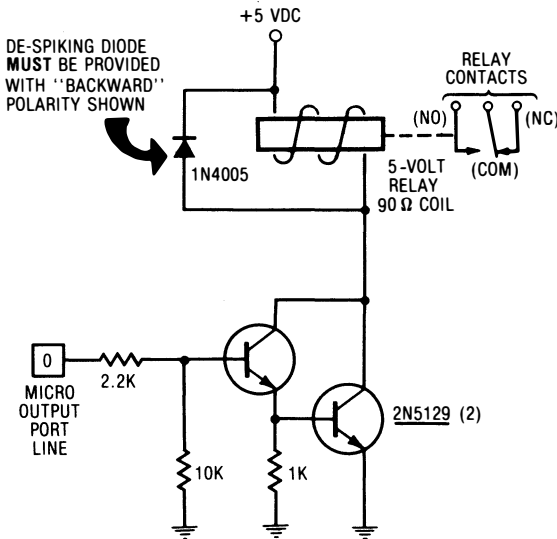 +5 VDC
DE-SPIKING DIODE
MUST BE PROVIDED
WITH "BACKWARD"
POLARITY SHOWN
RELAY
CONTACTS
(NO)
(NC)
(COM)
1N4005
5-VOLT
RELAY
90 Ω COIL
0
MICRO
OUTPUT
PORT
LINE
2.2K
2N5129 (2)
10K
1K